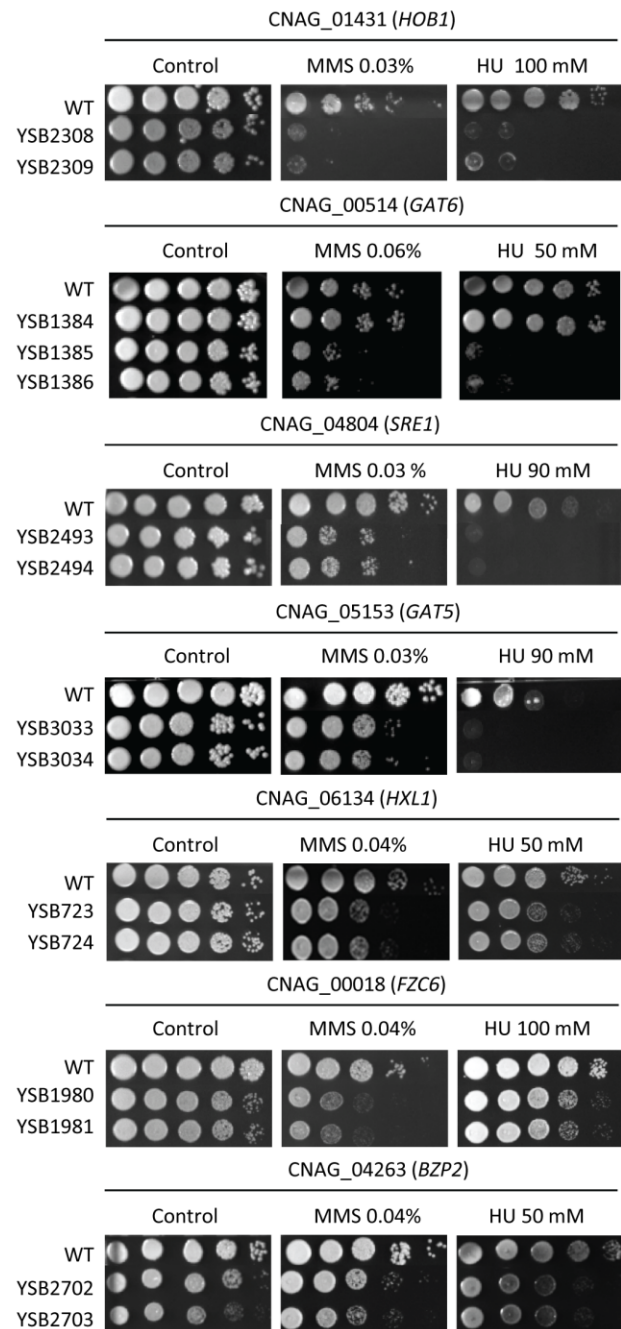 CNAG_01431 (HOB1)
Control MMS 0.03% HU 100 mM
WT
YSB2308
YSB2309
CNAG_00514 (GAT6)
Control MMS 0.06% HU 50 mM
WT
YSB1384
YSB1385
YSB1386
CNAG_04804 (SRE1)
Control MMS 0.03 % HU 90 mM
WT
YSB2493
YSB2494
CNAG_05153 (GAT5)
Control MMS 0.03% HU 90 mM
WT
YSB3033
YSB3034
CNAG_06134 (HXL1)
Control MMS 0.04% HU 50 mM
WT
YSB723
YSB724
CNAG_00018 (FZC6)
Control MMS 0.04% HU 100 mM
WT
YSB1980
YSB1981
CNAG_04263 (BZP2)
Control MMS 0.04% HU 50 mM
WT
YSB2702
YSB2703